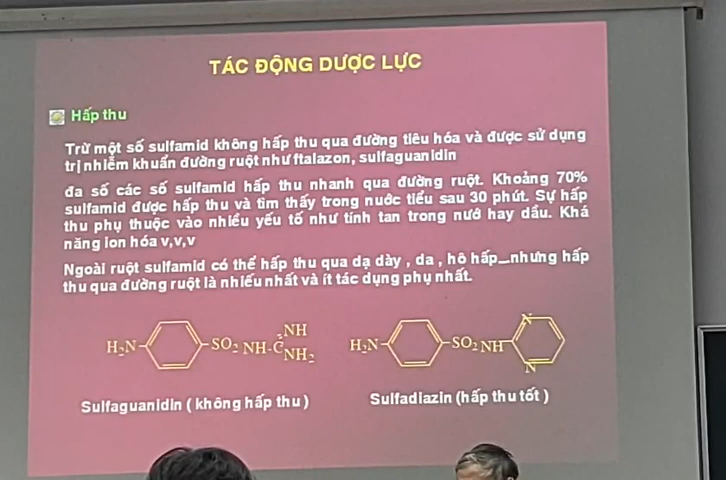 TÁC ĐỘNG DƯỢC LỰC
Hấp thu
Trừ một số sulfamid không hấp thu qua đường tiêu hóa và được sử dụng
trị nhiễm khuẩn đường ruột như ftalazon, sulfaguanidin
đa số các số sulfamid hấp thu nhanh qua đường ruột. Khoảng 70%
sulfamid được hấp thu và tìm thấy trong nước tiểu sau 30 phút. Sự hấp
thu phụ thuộc vào nhiều yếu tố như tính tan trong nướ hay dầu. Khả
năng ion hóa v,v,v
Ngoài ruột sulfamid có thể hấp thu qua dạ dày , da , hô hấp...nhưng hấp
thu qua đường ruột là nhiều nhất và ít tác dụng phụ nhất.
H₂N SO₂ NH-C NH NH₂ H₂N SO₂ NH N N
Sulfaguanidin ( không hấp thu ) Sulfadiazin (hấp thu tốt )